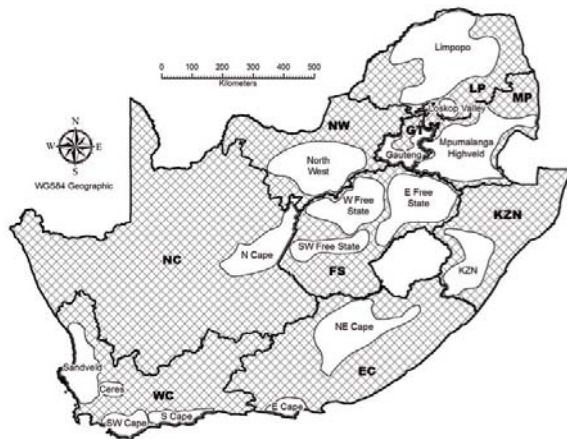 Limpopo
0 100 200 300 400 500
Kilometers
LP
MP
Loskop Valley
NW
GT
N
W E
S
WGS84 Geographic
Gauteng
Mpumalanga
Highveld
North
West
W Free
State
E Free
State
KZN
SW Free State
N Cape
NC
FS
KZN
NE Cape
EC
Sandveld
Ceres
WC
SW Cape
S Cape
E Cape